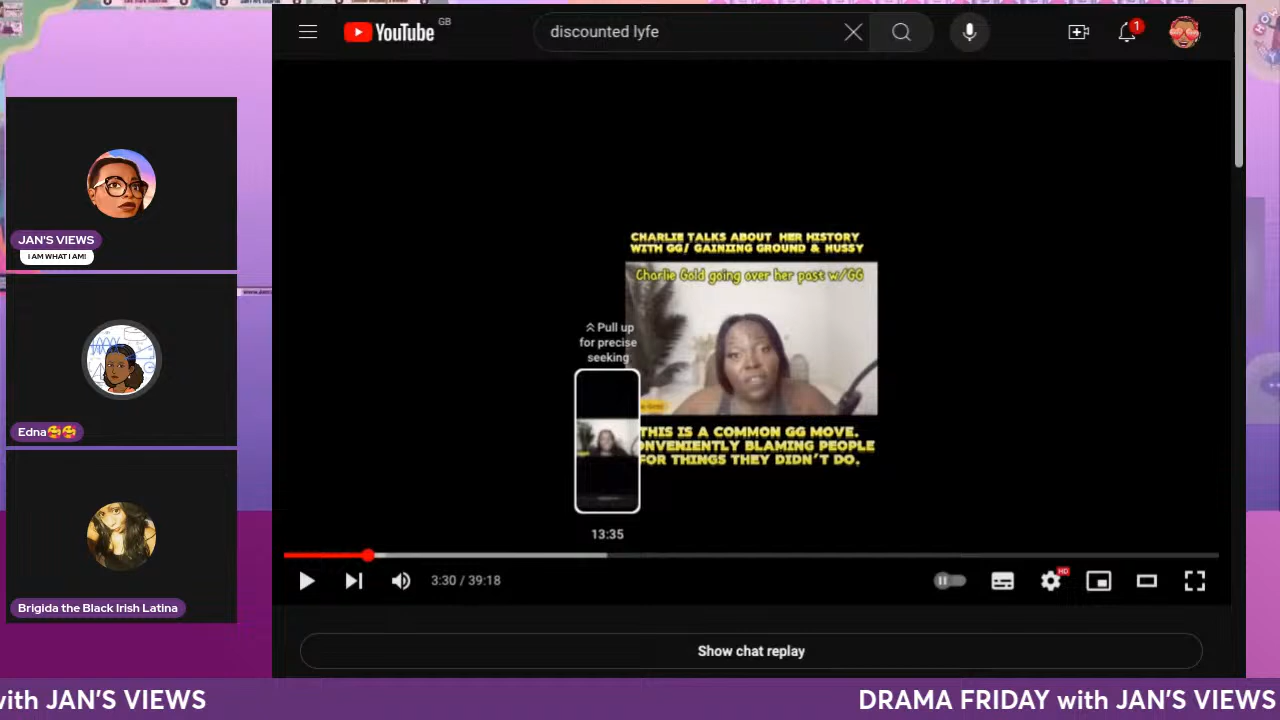 YouTube GB
discounted lyfe
1
JAN'S VIEWS
I AM WHAT I AM!
Edna🥰🥰
Brigida the Black Irish Latina
CHARLIE TALKS ABOUT HER HISTORY
WITH GG/ GAINIING GROUND & HUSSY
Charlie Gold going over her past w/GG
Pull up
for precise
seeking
THIS IS A COMMON GG MOVE.
ONVENIENTLY BLAMING PEOPLE
FOR THINGS THEY DIDN'T DO.
13:35
3:30 / 39:18
HD
Show chat replay
with JAN'S VIEWS
DRAMA FRIDAY with JAN'S VIEWS